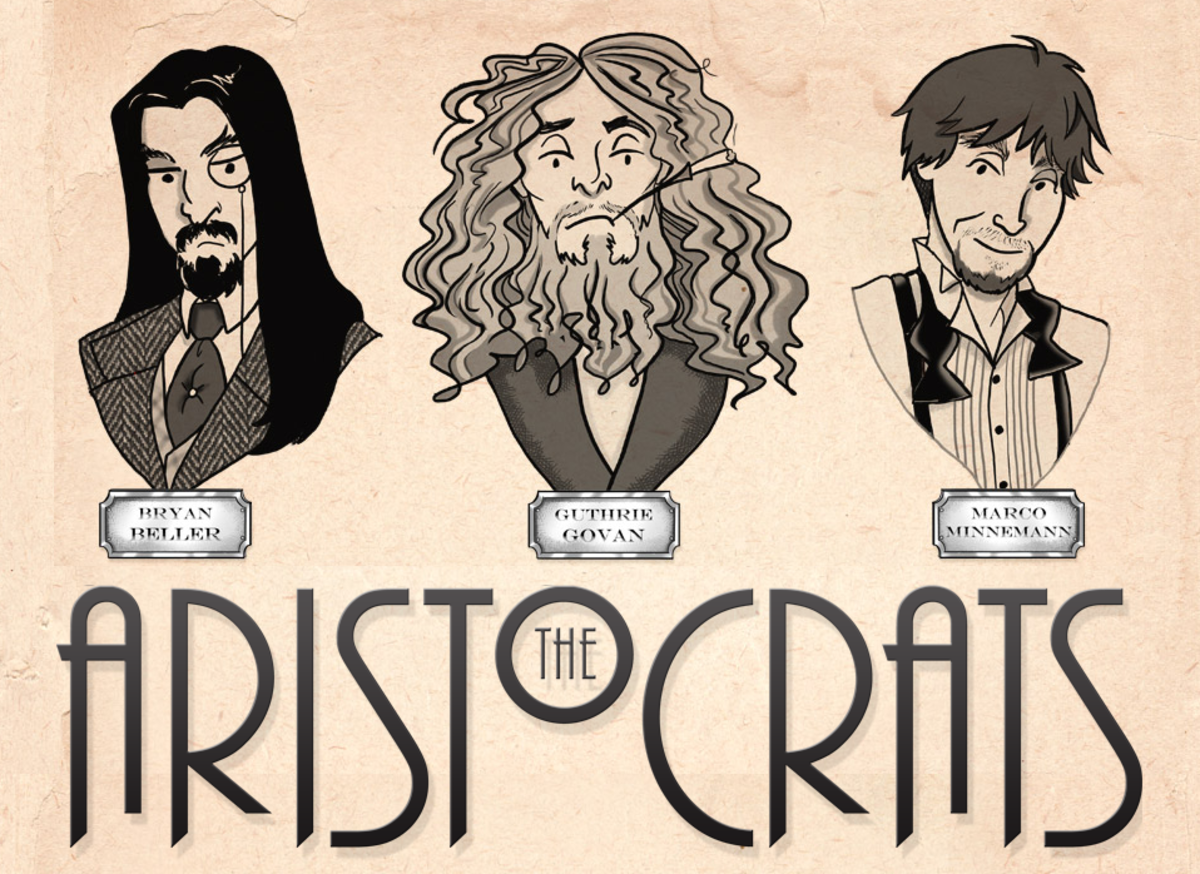 BRYAN
BELLER
GUTHRIE
GOVAN
MARCO
MINNEMANN
THE
ARISTOCRATS